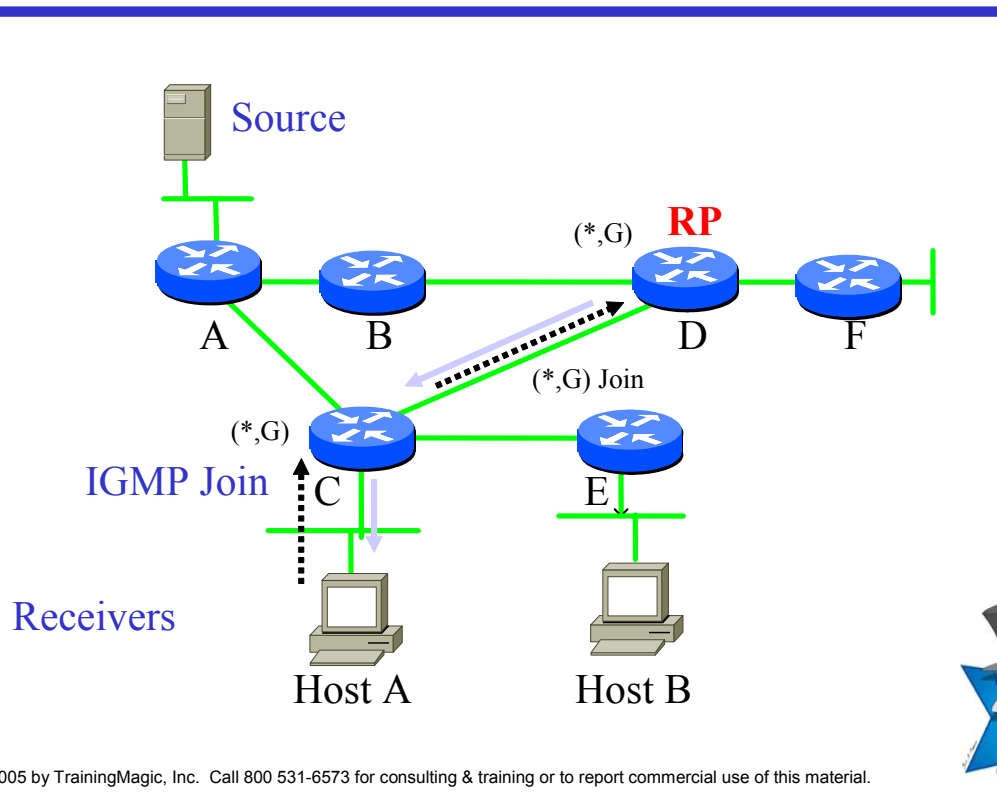 Source
RP
(*,G)
A
B
D
F
(*,G) Join
(*,G)
IGMP Join
C
E
Receivers
Host A
Host B
005 by TrainingMagic, Inc. Call 800 531-6573 for consulting & training or to report commercial use of this material.